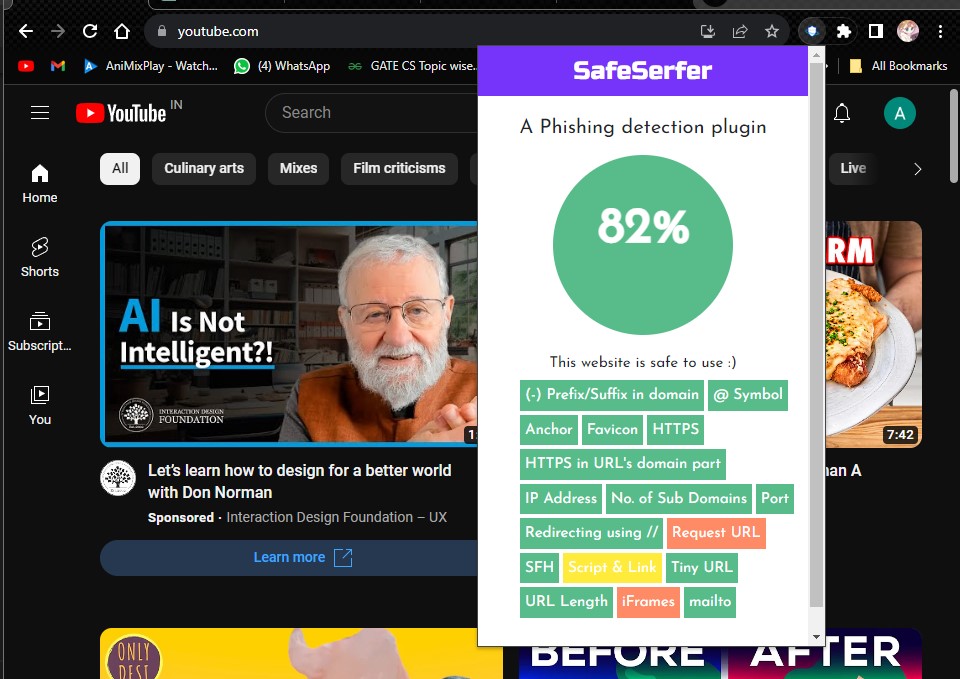 youtube.com
AniMixPlay - Watch...
(4) WhatsApp
GATE CS Topic wise..
All Bookmarks
YouTube IN
Search
A
All
Culinary arts
Mixes
Film criticisms
Live
Home
Shorts
Subscript...
You
AI Is Not
Intelligent?!
INTERACTION DESIGN
FOUNDATION
Let's learn how to design for a better world
with Don Norman
Sponsored · Interaction Design Foundation – UX
Learn more
ONLY
DESI
SafeSerfer
A Phishing detection plugin
82%
This website is safe to use :)
(-) Prefix/Suffix in domain
@ Symbol
Anchor
Favicon
HTTPS
HTTPS in URL's domain part
IP Address
No. of Sub Domains
Port
Redirecting using //
Request URL
SFH
Script & Link
Tiny URL
URL Length
iFrames
mailto
RM
7:42
an A
BEFORE
AFTER